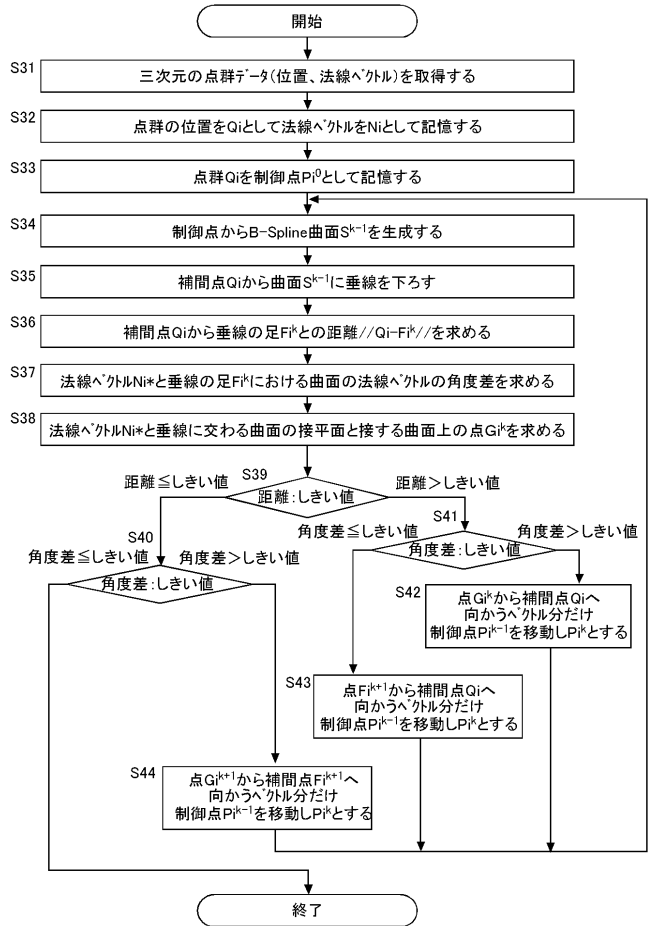 開始
S31
三次元の点群データ(位置、法線ベクトル)を取得する
S32
点群の位置をQiとして法線ベクトルをNiとして記憶する
S33
点群Qiを制御点Pi⁰として記憶する
S34
制御点からB-Spline曲面Sᵏ⁻¹を生成する
S35
補間点Qiから曲面Sᵏ⁻¹に垂線を下ろす
S36
補間点Qiから垂線の足Fiᵏとの距離//Qi-Fiᵏ//を求める
S37
法線ベクトルNi*と垂線の足Fiᵏにおける曲面の法線ベクトルの角度差を求める
S38
法線ベクトルNi*と垂線に交わる曲面の接平面と接する曲面上の点Giᵏを求める
S39
距離≦しきい値
距離:しきい値
距離>しきい値
S40
角度差≦しきい値
角度差>しきい値
角度差:しきい値
S41
角度差≦しきい値
角度差>しきい値
角度差:しきい値
S42
点Giᵏから補間点Qiへ
向かうベクトル分だけ
制御点Piᵏ⁻¹を移動しPiᵏとする
S43
点Fiᵏ⁺¹から補間点Qiへ
向かうベクトル分だけ
制御点Piᵏ⁻¹を移動しPiᵏとする
S44
点Giᵏ⁺¹から補間点Fiᵏ⁺¹へ
向かうベクトル分だけ
制御点Piᵏ⁻¹を移動しPiᵏとする
終了